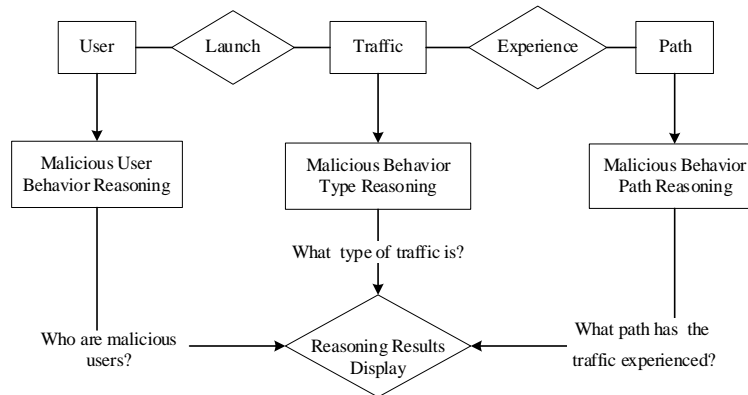 User
Launch
Traffic
Experience
Path
Malicious User
Behavior Reasoning
Malicious Behavior
Type Reasoning
Malicious Behavior
Path Reasoning
What type of traffic is?
Who are malicious
users?
Reasoning Results
Display
What path has the
traffic experienced?